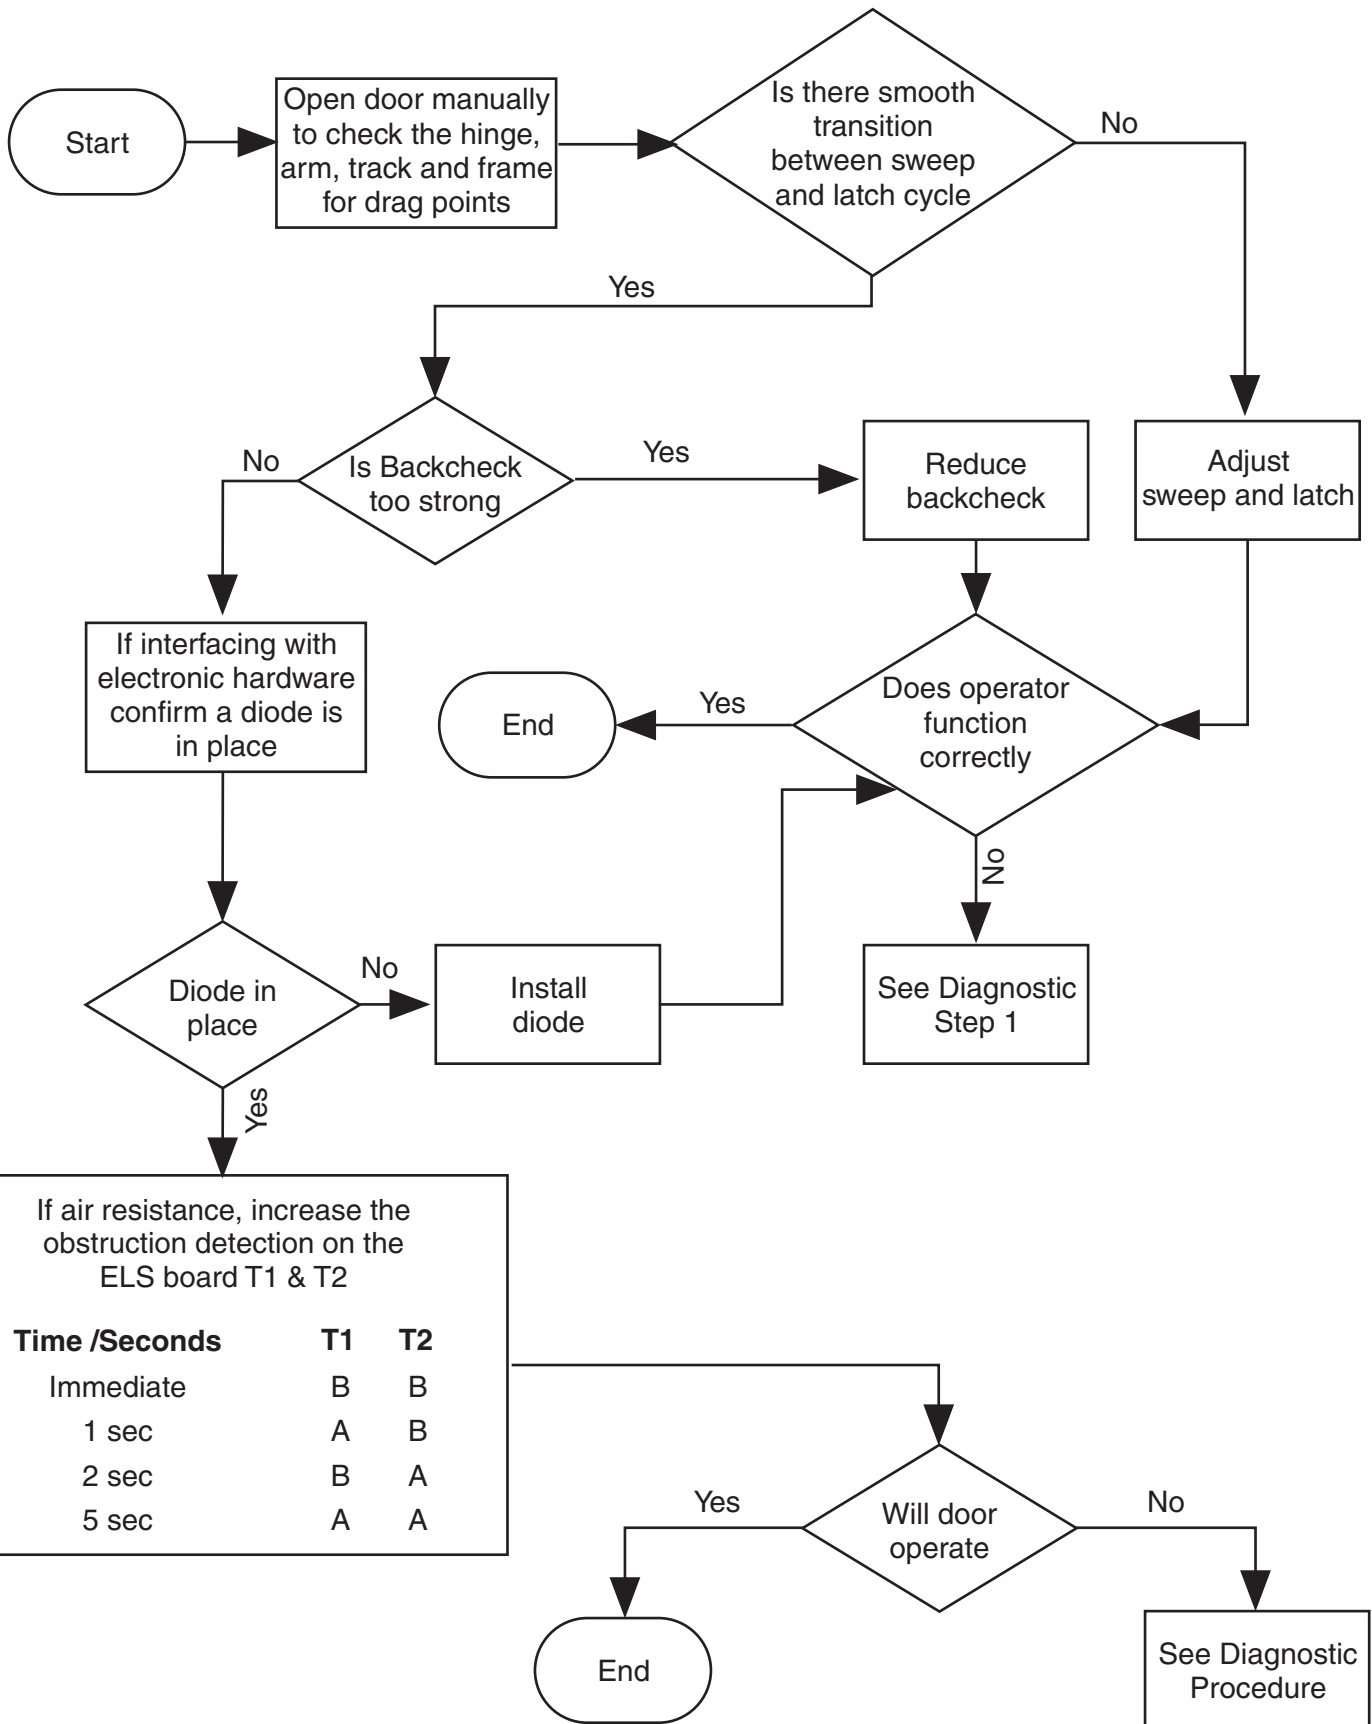 Start
Open door manually
to check the hinge,
arm, track and frame
for drag points
Is there smooth
transition
between sweep
and latch cycle
No
Yes
Is Backcheck
too strong
No
Yes
Reduce
backcheck
Adjust
sweep and latch
If interfacing with
electronic hardware
confirm a diode is
in place
End
Yes
Does operator
function
correctly
No
Diode in
place
No
Install
diode
See Diagnostic
Step 1
Yes
If air resistance, increase the
obstruction detection on the
ELS board T1 & T2
Time /Seconds T1 T2
Immediate B B
1 sec A B
2 sec B A
5 sec A A
Yes
Will door
operate
No
End
See Diagnostic
Procedure